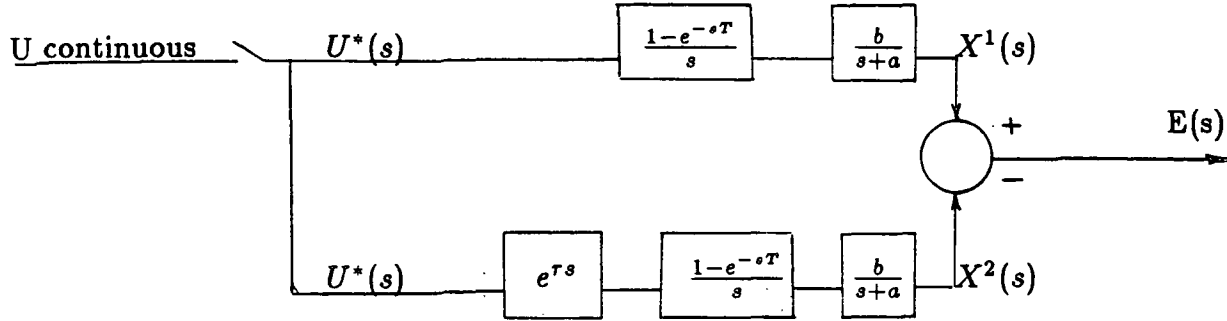 U continuous
U*(s)
1-e^{-sT}/s
b/s+a
X^1(s)
+
E(s)
−
U*(s)
e^{τs}
1-e^{-sT}/s
b/s+a
X^2(s)